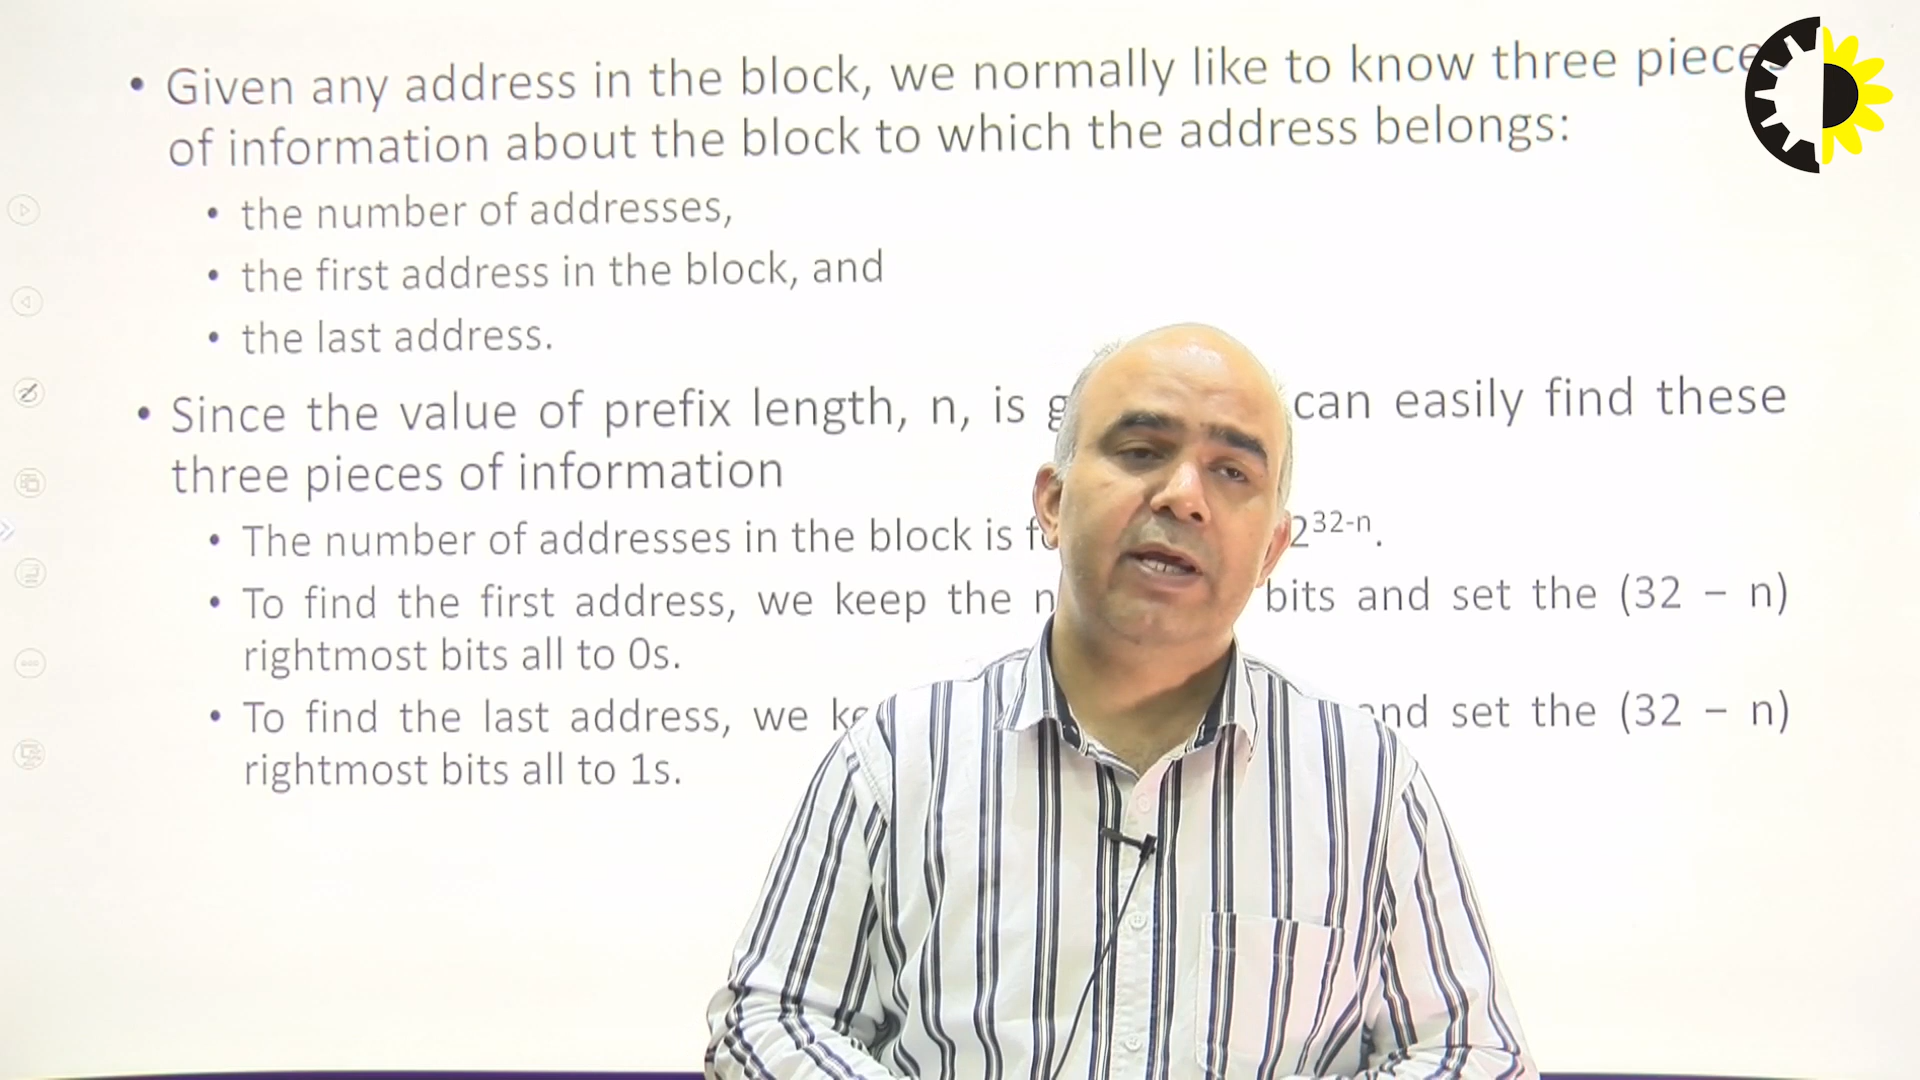 • Given any address in the block, we normally like to know three piece
of information about the block to which the address belongs:
• the number of addresses,
• the first address in the block, and
• the last address.
• Since the value of prefix length, n, is can easily find these
three pieces of information
• The number of addresses in the block is 2³²⁻ⁿ.
• To find the first address, we keep the n bits and set the (32 – n)
rightmost bits all to 0s.
• To find the last address, we and set the (32 – n)
rightmost bits all to 1s.